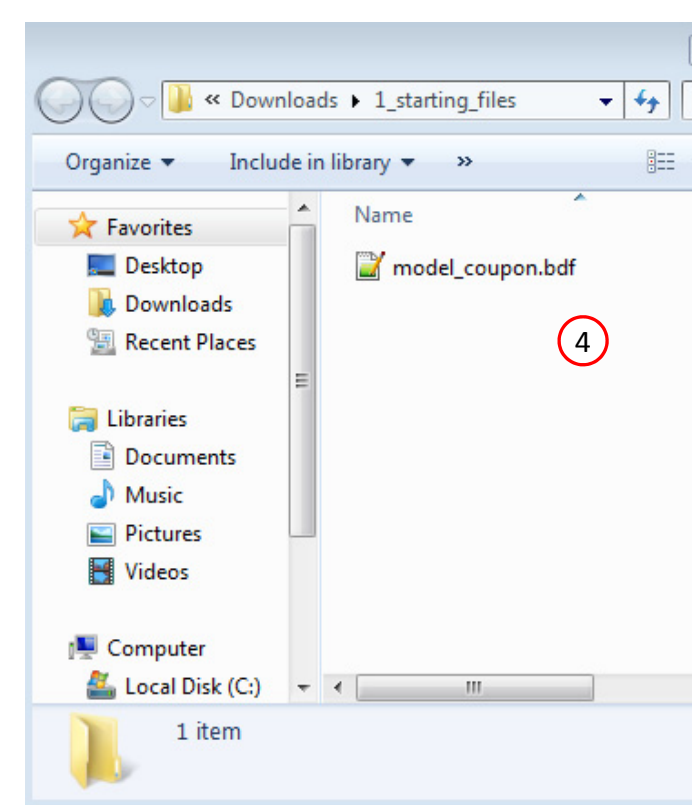 « Downloads ▸ 1_starting_files
Organize ▼ Include in library ▼ »
Favorites
Desktop
Downloads
Recent Places
Libraries
Documents
Music
Pictures
Videos
Computer
Local Disk (C:)
Name
model_coupon.bdf
4
1 item